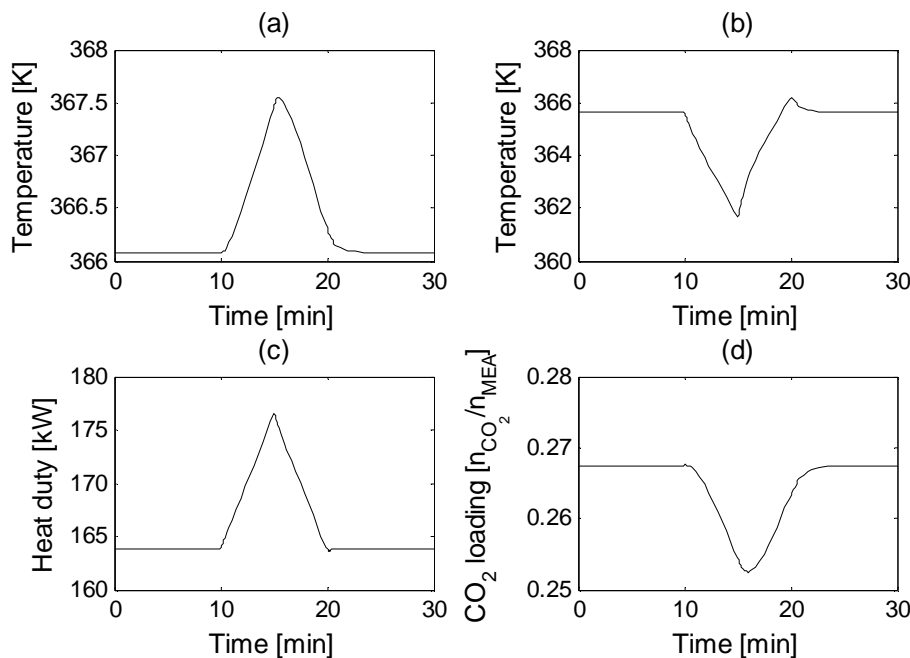 (a)
Temperature [K]
368
367.5
367
366.5
366
0 10 20 30
Time [min]
(b)
Temperature [K]
368
366
364
362
360
0 10 20 30
Time [min]
(c)
Heat duty [kW]
180
175
170
165
160
0 10 20 30
Time [min]
(d)
CO2 loading [nCO2/nMEA]
0.28
0.27
0.26
0.25
0 10 20 30
Time [min]